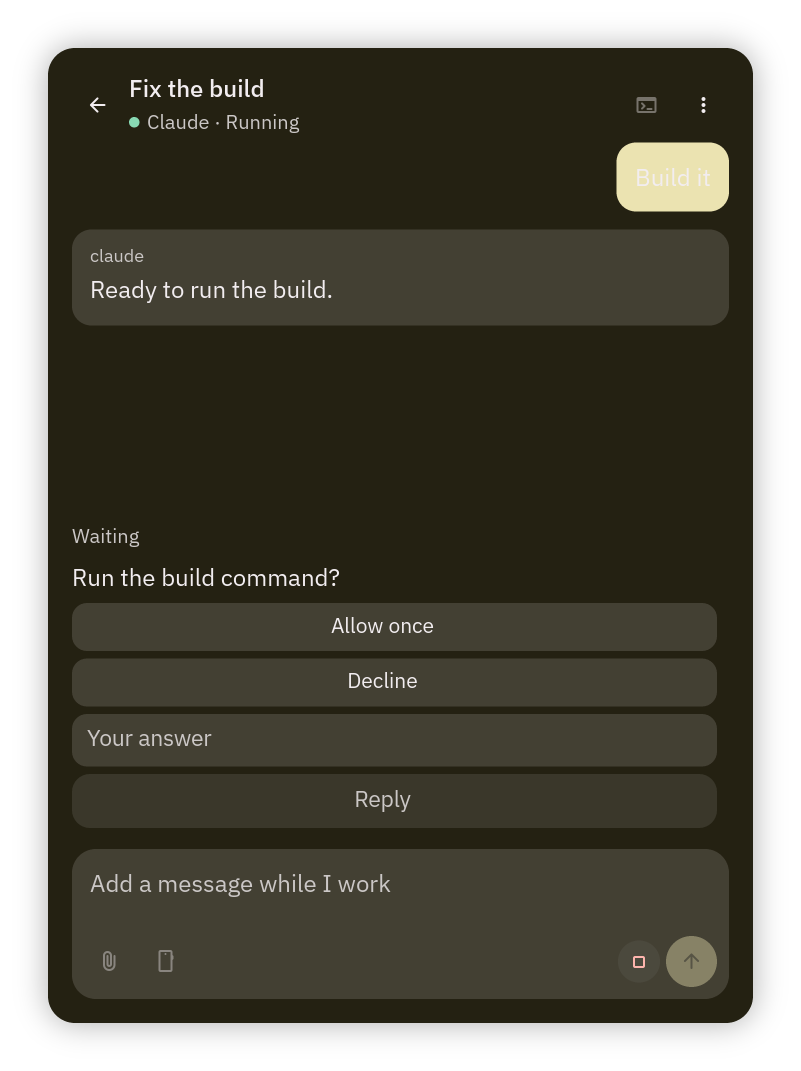 Fix the build
Claude · Running
Build it
claude
Ready to run the build.
Waiting
Run the build command?
Allow once
Decline
Your answer
Reply
Add a message while I work